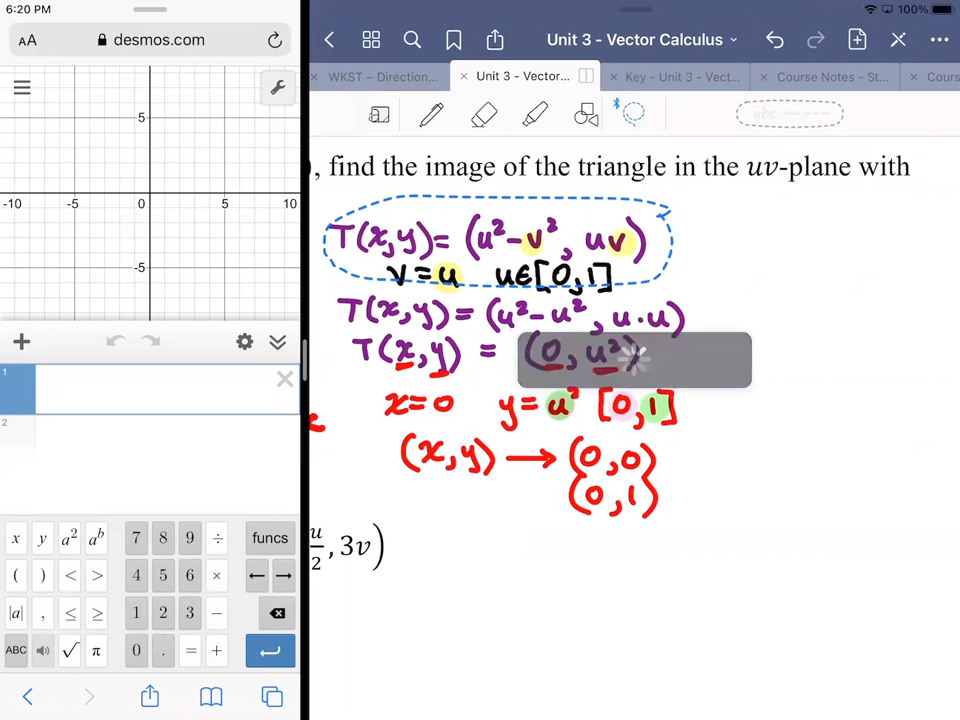 6:20 PM
100%
AA desmos.com
Unit 3 - Vector Calculus
× WKST – Direction...
× Unit 3 - Vector...
× Key - Unit 3 - Vect...
× Course Notes - St...
× Cours
abc
5
-10 -5 0 5 10
-5
1
2
), find the image of the triangle in the uv-plane with
T(x,y)= (u²-v², uv)
v=u u∈[0,1]
T(x,y)= (u²-u², u·u)
T(x,y) = (0, u²)
x=0 y=u² [0,1]
(x,y) → (0,0)
(0,1)
u/2, 3v)
x y a² aᵇ 7 8 9 ÷ funcs
( ) < > 4 5 6 × ← →
|a| , ≤ ≥ 1 2 3 −
ABC √ π 0 . = +